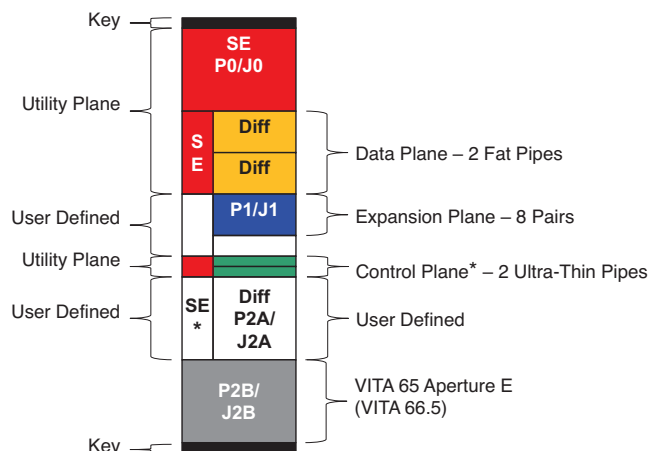 Key
SE
P0/J0
Utility Plane
S
E
Diff
Diff
Data Plane – 2 Fat Pipes
User Defined
P1/J1
Expansion Plane – 8 Pairs
Utility Plane
Control Plane* – 2 Ultra-Thin Pipes
User Defined
SE
*
Diff
P2A/
J2A
User Defined
P2B/
J2B
VITA 65 Aperture E
(VITA 66.5)
Key